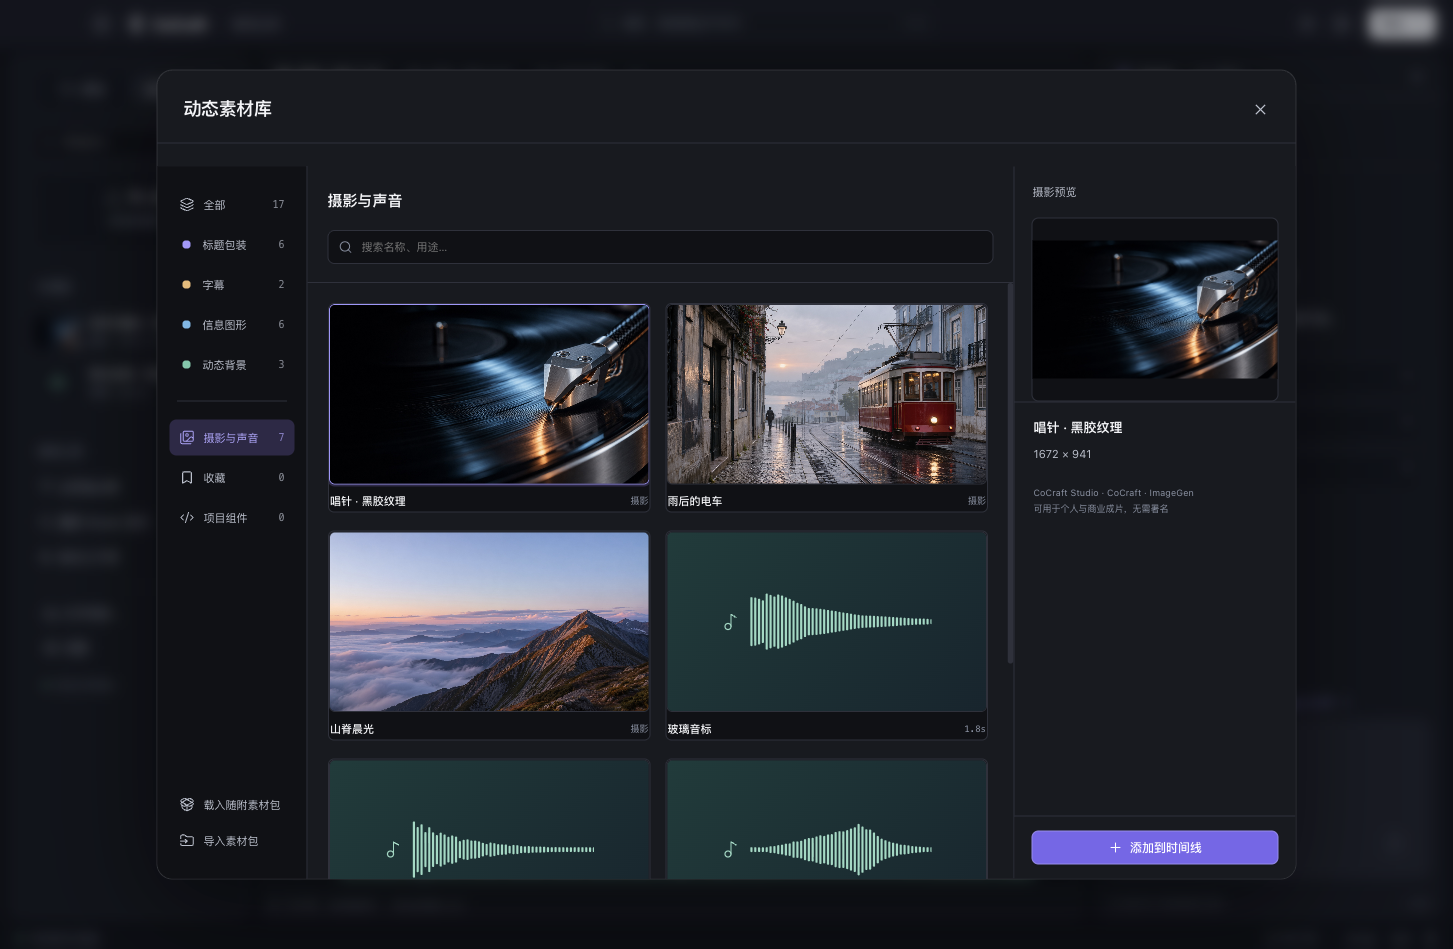 动态素材库
全部 17
标题包装 6
字幕 2
信息图形 6
动态背景 3
摄影与声音 7
收藏 0
项目组件 0
载入随附素材包
导入素材包
摄影与声音
搜索名称、用途...
唱针 · 黑胶纹理 摄影
雨后的电车 摄影
山脊晨光 摄影
玻璃音标 1.8s
摄影预览
唱针 · 黑胶纹理
1672 × 941
CoCraft Studio · CoCraft · ImageGen
可用于个人与商业成片，无需署名
添加到时间线